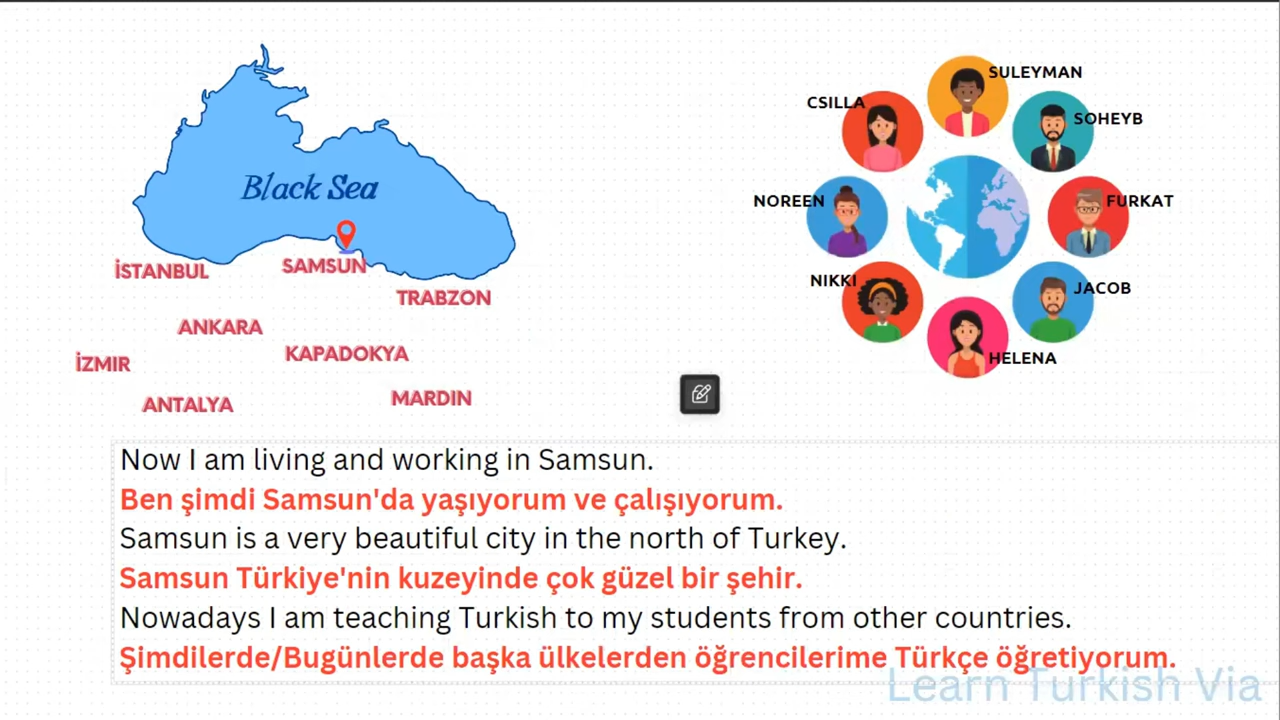 Black Sea
İSTANBUL
SAMSUN
TRABZON
ANKARA
KAPADOKYA
İZMIR
ANTALYA
MARDIN
SULEYMAN
CSILLA
SOHEYB
NOREEN
FURKAT
NIKKI
JACOB
HELENA
Now I am living and working in Samsun.
Ben şimdi Samsun'da yaşıyorum ve çalışıyorum.
Samsun is a very beautiful city in the north of Turkey.
Samsun Türkiye'nin kuzeyinde çok güzel bir şehir.
Nowadays I am teaching Turkish to my students from other countries.
Şimdilerde/Bugünlerde başka ülkelerden öğrencilerime Türkçe öğretiyorum.
Learn Turkish Via